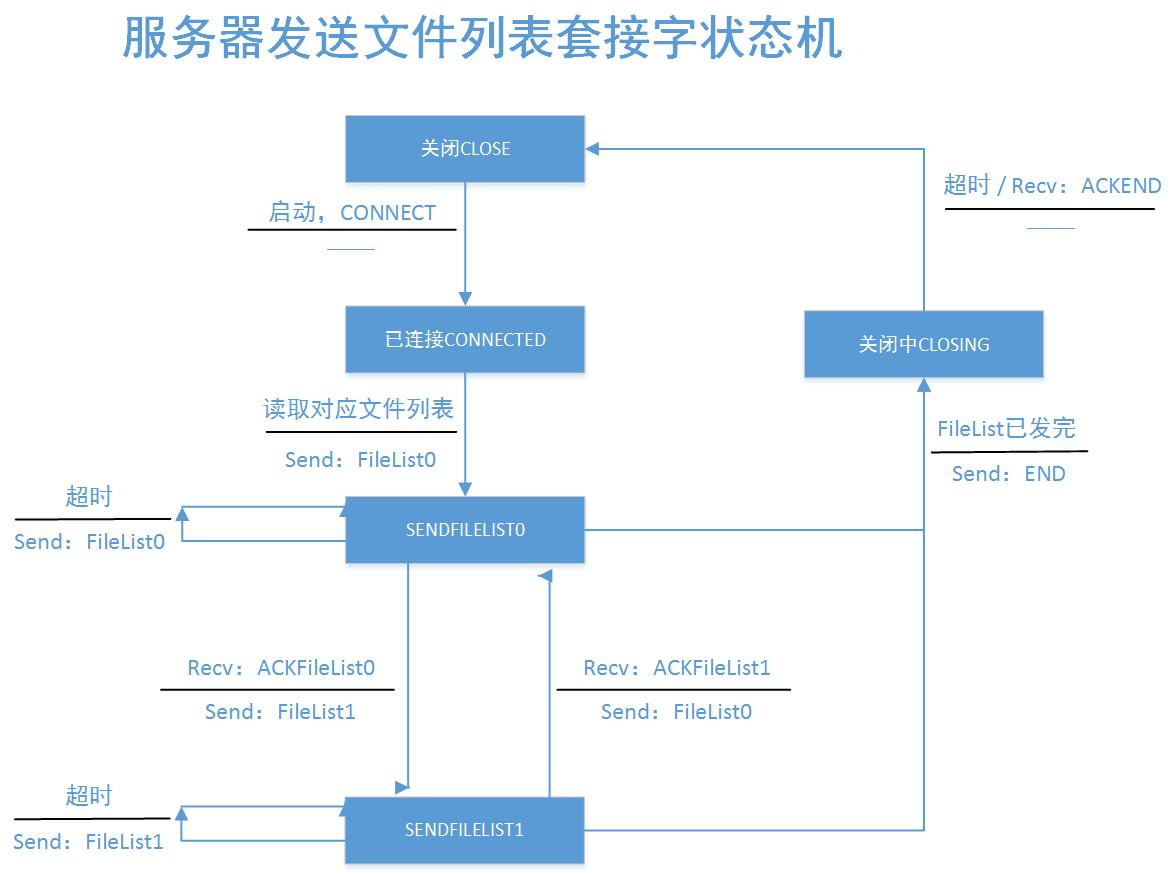 服务器发送文件列表套接字状态机
关闭CLOSE
超时 / Recv：ACKEND
启动，CONNECT
已连接CONNECTED
关闭中CLOSING
读取对应文件列表
Send：FileList0
FileList已发完
Send：END
超时
Send：FileList0
SENDFILELIST0
Recv：ACKFileList0
Send：FileList1
Recv：ACKFileList1
Send：FileList0
超时
Send：FileList1
SENDFILELIST1